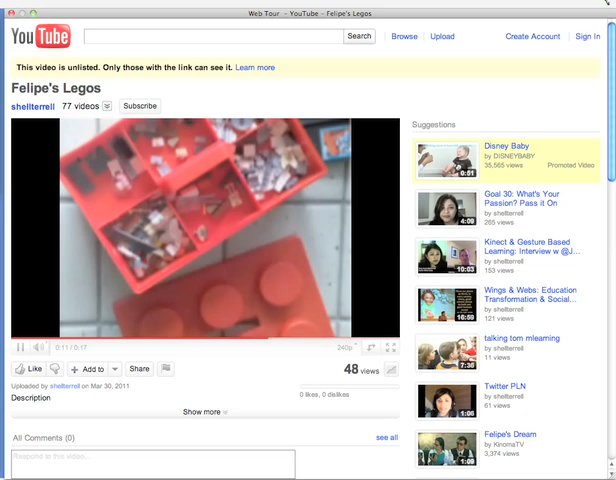 Web Tour - YouTube - Felipe's Legos
YouTube
Search
Browse
Upload
Create Account
Sign In
This video is unlisted. Only those with the link can see it. Learn more
Felipe's Legos
shellterrell 77 videos
Subscribe
0:11 / 0:17
240p
Like
Add to
Share
48 views
Uploaded by shellterrell on Mar 30, 2011
0 likes, 0 dislikes
Description
Show more
All Comments (0)
see all
Respond to this video...
Suggestions
Disney Baby
by DISNEYBABY
35,565 views
Promoted Video
0:51
Goal 30: What's Your
Passion? Pass it On
by shellterrell
265 views
4:09
Kinect & Gesture Based
Learning: Interview w @J...
by shellterrell
153 views
10:03
Wings & Webs: Education
Transformation & Social...
by shellterrell
121 views
16:59
talking tom mlearning
by shellterrell
11 views
7:36
Twitter PLN
by shellterrell
61 views
1:06
Felipe's Dream
by KinomaTV
3,374 views
1:09